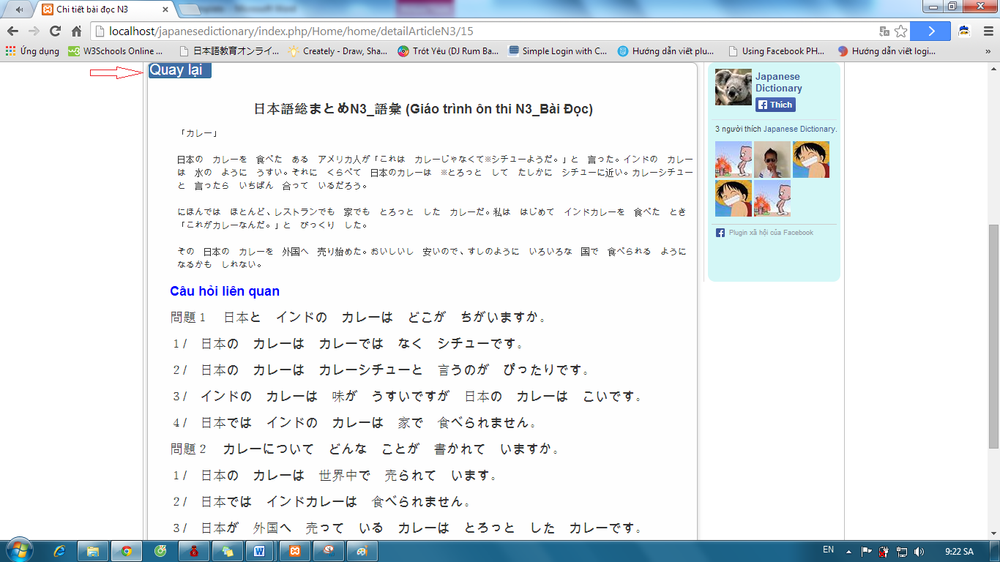 Chi tiết bài đọc N3
localhost/japanesedictionary/index.php/Home/home/detailArticleN3/15
Ứng dụng W3Schools Online ... 日本語教育オンライ... Creately - Draw, Sha... Trót Yêu (DJ Rum Ba... Simple Login with C... Hướng dẫn viết plu... Using Facebook PH... Hướng dẫn viết logi... »
Quay lại
日本語総まとめN3_語彙 (Giáo trình ôn thi N3_Bài Đọc)
「カレー」
日本の　カレーを　食べた　ある　アメリカ人が「これは　カレーじゃなくて※シチューようだ。」と　言った。インドの　カレー
は　水の　ように　うすい。それに　くらべて　日本のカレーは　※とろっと　して　たしかに　シチューに近い。カレーシチュー
と　言ったら　いちばん　合って　いるだろう。
にほんでは　ほとんど、レストランでも　家でも　とろっと　した　カレーだ。私は　はじめて　インドカレーを　食べた　とき
「これがカレーなんだ。」と　びっくり　した。
その　日本の　カレーを　外国へ　売り始めた。おいしいし　安いので、すしのように　いろいろな　国で　食べられる　ように
なるかも　しれない。
Câu hỏi liên quan
問題１　日本と　インドの　カレーは　どこが　ちがいますか。
１/　日本の　カレーは　カレーでは　なく　シチューです。
２/　日本の　カレーは　カレーシチューと　言うのが　ぴったりです。
３/　インドの　カレーは　味が　うすいですが　日本の　カレーは　こいです。
４/　日本では　インドの　カレーは　家で　食べられません。
問題２　カレーについて　どんな　ことが　書かれて　いますか。
１/　日本の　カレーは　世界中で　売られて　います。
２/　日本では　インドカレーは　食べられません。
３/　日本が　外国へ　売って　いる　カレーは　とろっと　した　カレーです。
Japanese
Dictionary
Thích
3 người thích Japanese Dictionary.
Plugin xã hội của Facebook
EN 9:22 SA